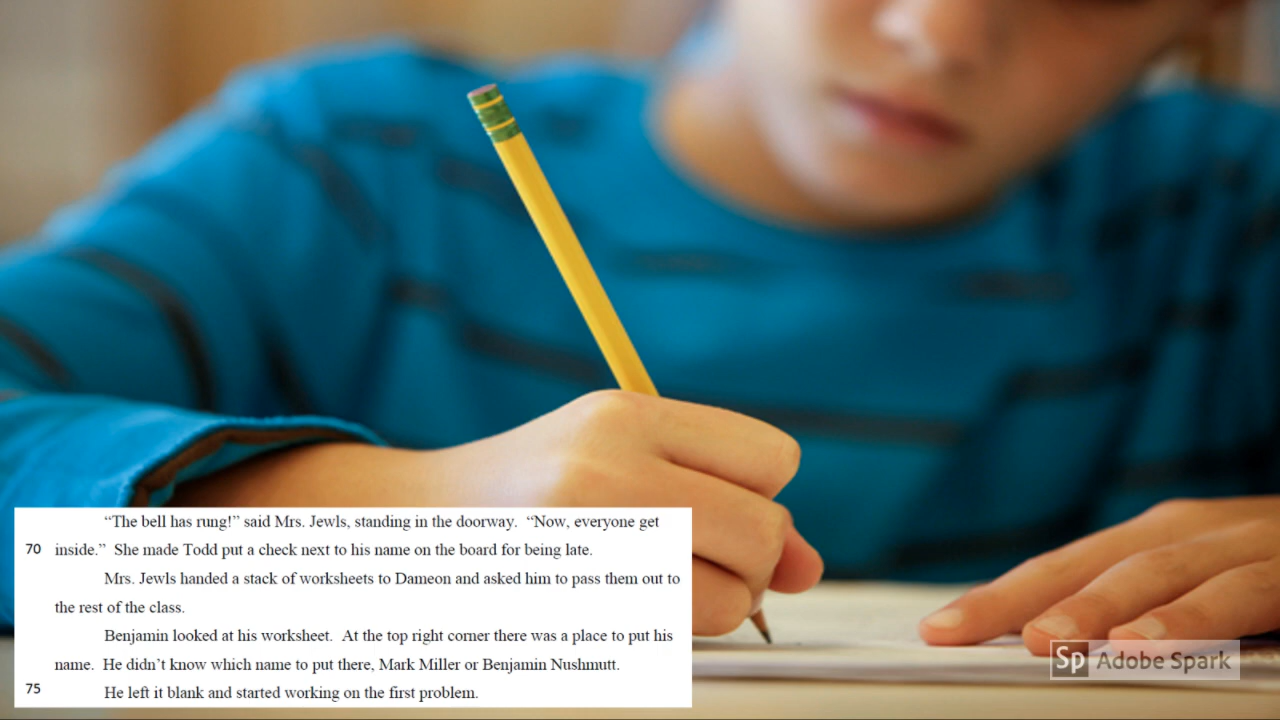 “The bell has rung!” said Mrs. Jewls, standing in the doorway.  “Now, everyone get
70 inside.”  She made Todd put a check next to his name on the board for being late.
Mrs. Jewls handed a stack of worksheets to Dameon and asked him to pass them out to
the rest of the class.
Benjamin looked at his worksheet.  At the top right corner there was a place to put his
name.  He didn’t know which name to put there, Mark Miller or Benjamin Nushmutt.
75 He left it blank and started working on the first problem.
Sp Adobe Spark